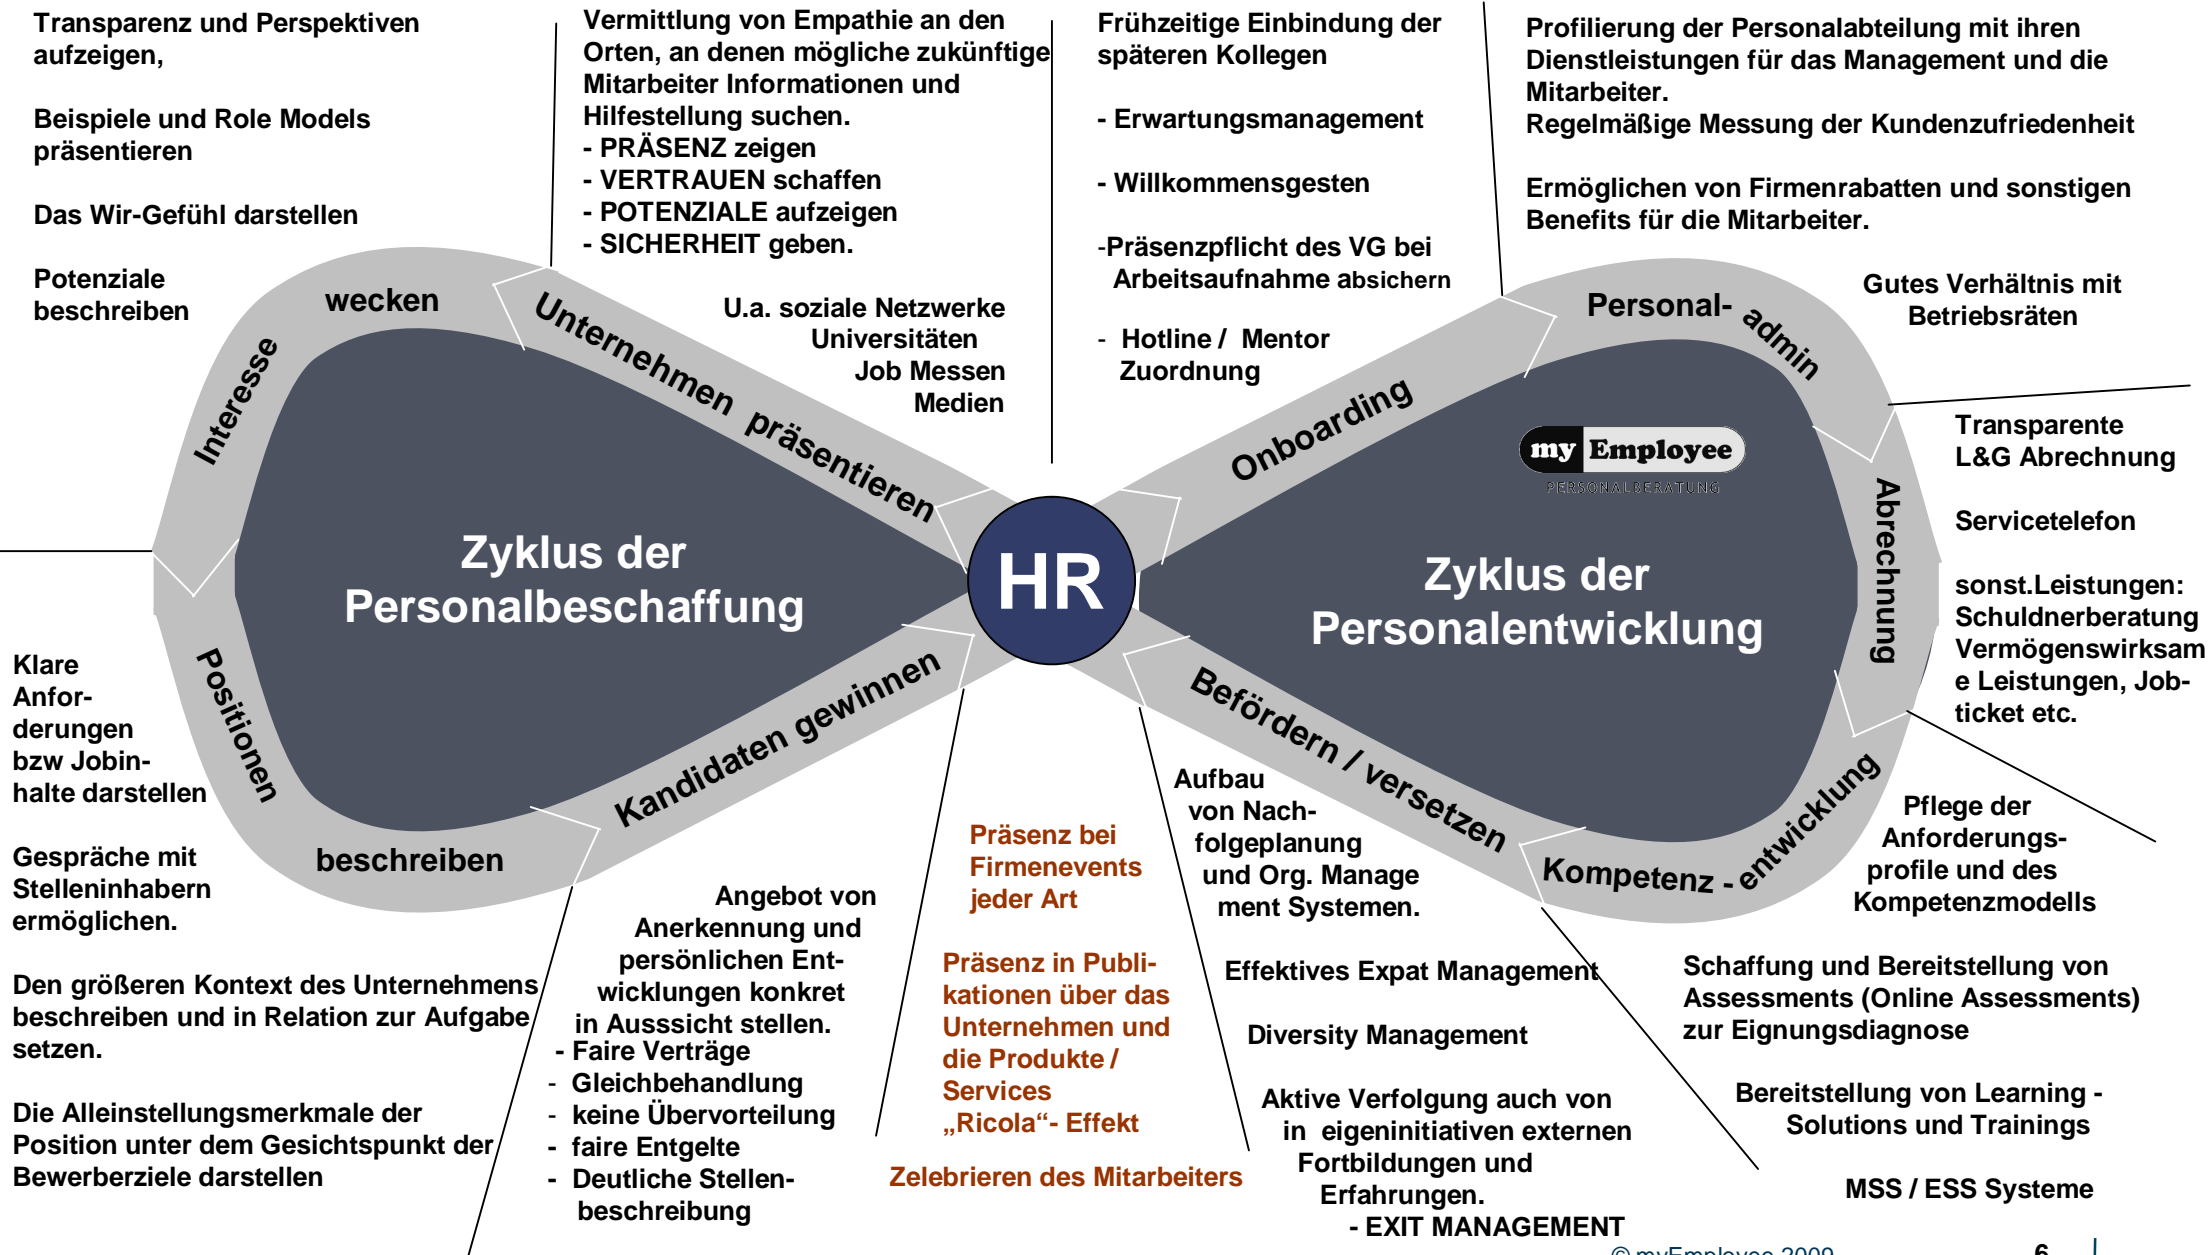 Transparenz und Perspektiven
aufzeigen,
Beispiele und Role Models
präsentieren
Das Wir-Gefühl darstellen
Potenziale
beschreiben
Vermittlung von Empathie an den
Orten, an denen mögliche zukünftige
Mitarbeiter Informationen und
Hilfestellung suchen.
- PRÄSENZ zeigen
- VERTRAUEN schaffen
- POTENZIALE aufzeigen
- SICHERHEIT geben.
U.a. soziale Netzwerke
Universitäten
Job Messen
Medien
Frühzeitige Einbindung der
späteren Kollegen
- Erwartungsmanagement
- Willkommensgesten
-Präsenzpflicht des VG bei
Arbeitsaufnahme absichern
- Hotline / Mentor
Zuordnung
Profilierung der Personalabteilung mit ihren
Dienstleistungen für das Management und die
Mitarbeiter.
Regelmäßige Messung der Kundenzufriedenheit
Ermöglichen von Firmenrabatten und sonstigen
Benefits für die Mitarbeiter.
Gutes Verhältnis mit
Betriebsräten
Interesse
wecken
Unternehmen präsentieren
Onboarding
Personal-
admin
my Employee
PERSONALBERATUNG
Abrechnung
Transparente
L&G Abrechnung
Servicetelefon
sonst.Leistungen:
Schuldnerberatung
Vermögenswirksam
e Leistungen, Job-
ticket etc.
Zyklus der
Personalbeschaffung
HR
Zyklus der
Personalentwicklung
Positionen
beschreiben
Kandidaten gewinnen
Befördern / versetzen
Kompetenz -
entwicklung
Klare
Anfor-
derungen
bzw Jobin-
halte darstellen
Gespräche mit
Stelleninhabern
ermöglichen.
Den größeren Kontext des Unternehmens
beschreiben und in Relation zur Aufgabe
setzen.
Die Alleinstellungsmerkmale der
Position unter dem Gesichtspunkt der
Bewerberziele darstellen
Angebot von
Anerkennung und
persönlichen Ent-
wicklungen konkret
in Ausssicht stellen.
- Faire Verträge
- Gleichbehandlung
- keine Übervorteilung
- faire Entgelte
- Deutliche Stellen-
beschreibung
Präsenz bei
Firmenevents
jeder Art
Präsenz in Publi-
kationen über das
Unternehmen und
die Produkte /
Services
„Ricola“- Effekt
Zelebrieren des Mitarbeiters
Aufbau
von Nach-
folgeplanung
und Org. Manage
ment Systemen.
Effektives Expat Management
Diversity Management
Aktive Verfolgung auch von
in eigeninitiativen externen
Fortbildungen und
Erfahrungen.
- EXIT MANAGEMENT
Pflege der
Anforderungs-
profile und des
Kompetenzmodells
Schaffung und Bereitstellung von
Assessments (Online Assessments)
zur Eignungsdiagnose
Bereitstellung von Learning -
Solutions und Trainings
MSS / ESS Systeme
© myEmployee 2009
6